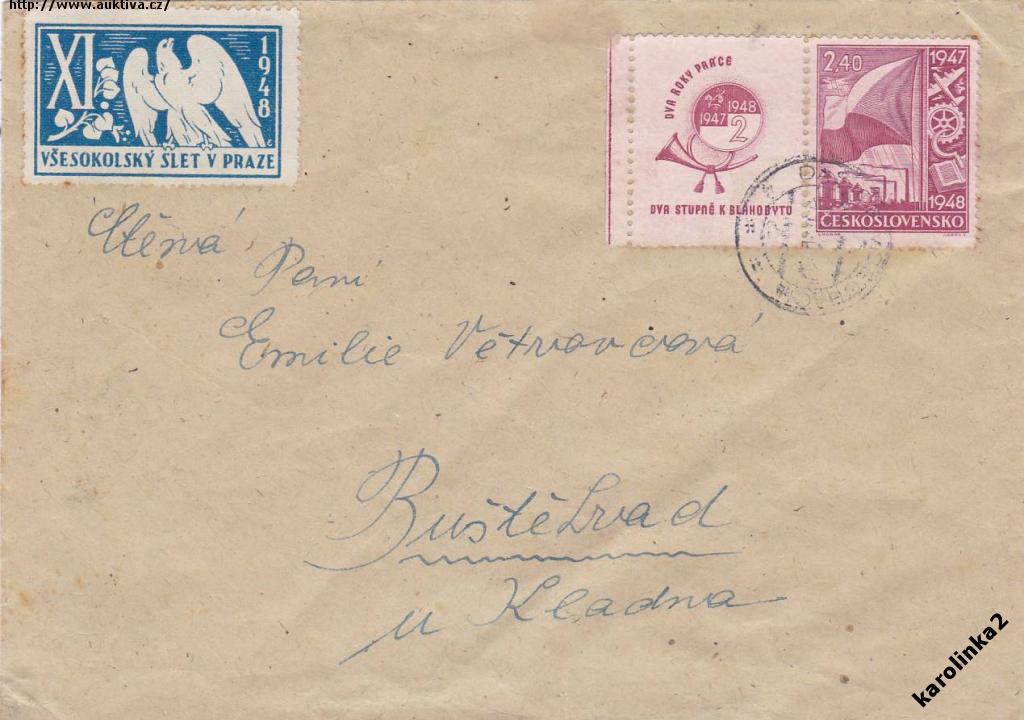 http://www.auktiva.cz/
XI
1948
VŠESOKOLSKÝ SLET V PRAZE
DVA ROKY PRÁCE
1947
1948
2
DVA STUPNĚ K BLAHOBYTU
2,40
1947
1948
ČESKOSLOVENSKO
Ctěná
Paní
Emilie Větrovcová
Buštěhrad
u Kladna
karolinka2